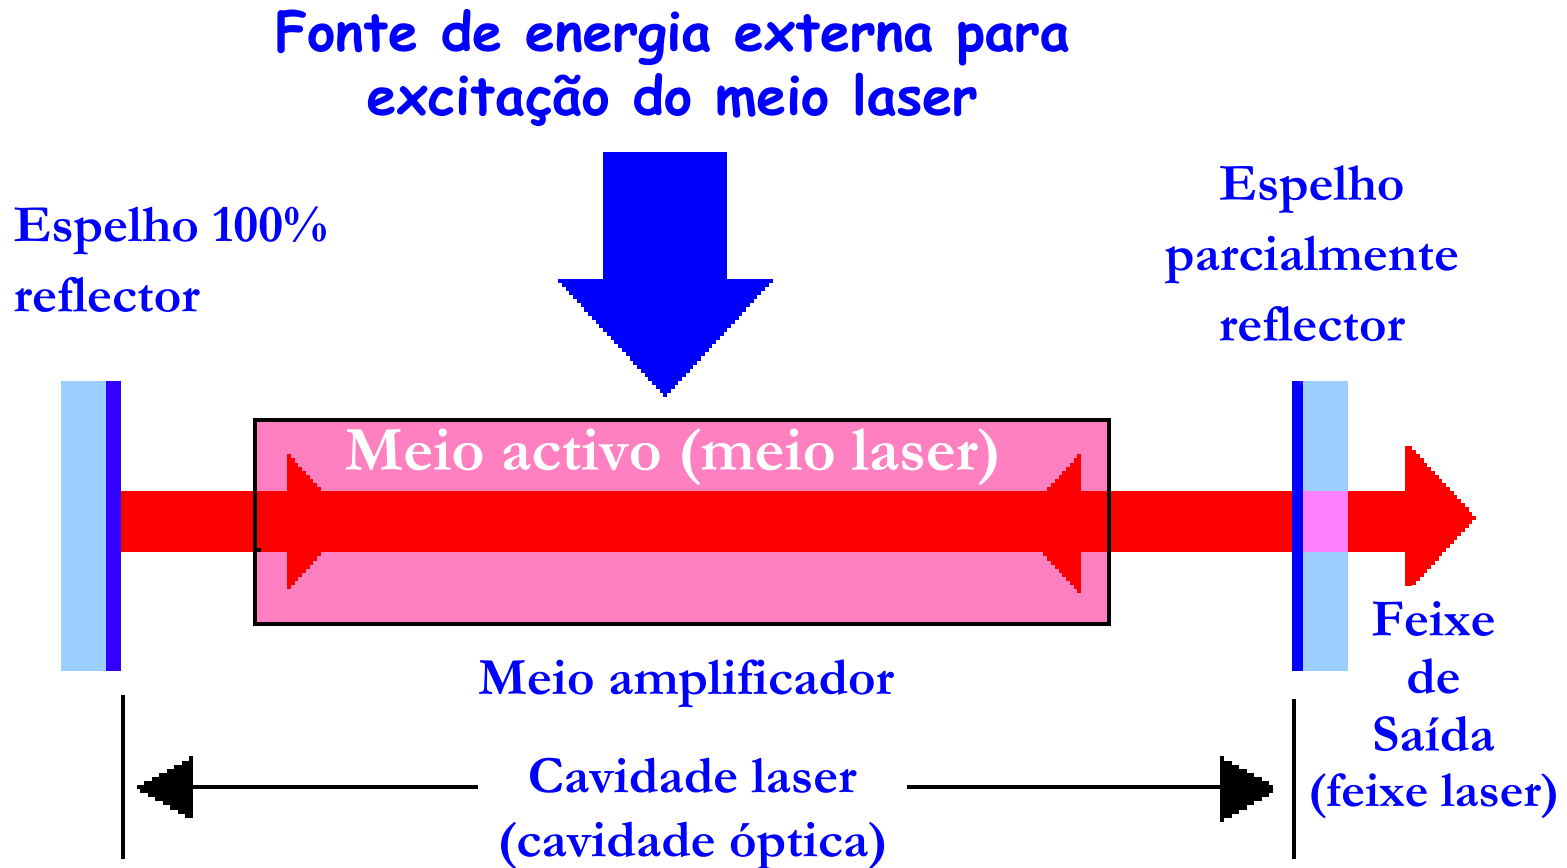 Fonte de energia externa para
excitação do meio laser
Espelho 100%
reflector
Espelho
parcialmente
reflector
Meio activo (meio laser)
Meio amplificador
Feixe
de
Saída
(feixe laser)
Cavidade laser
(cavidade óptica)